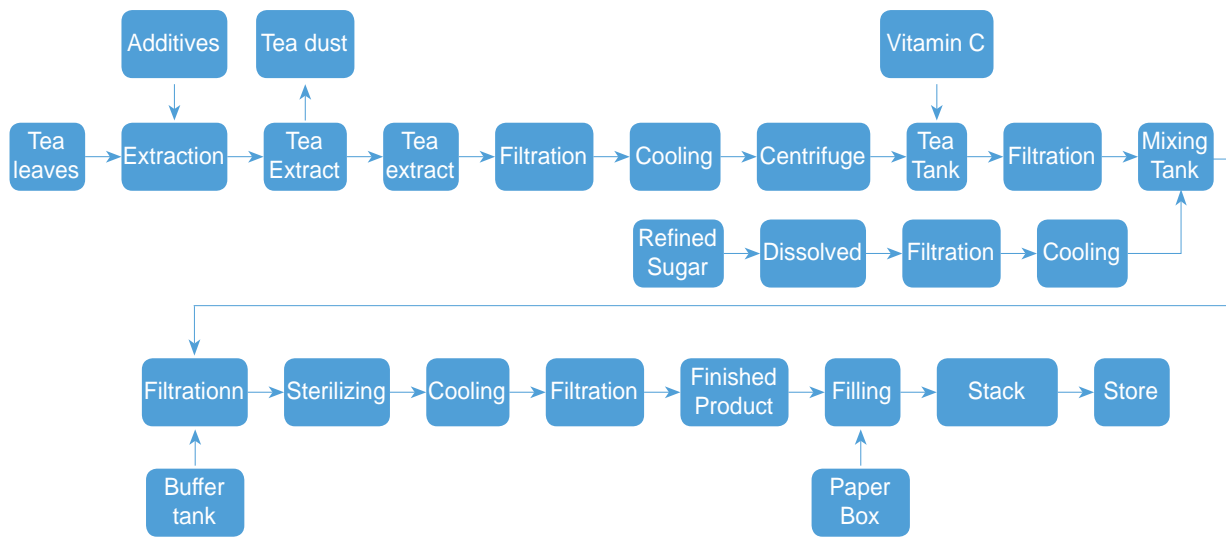 Additives
Tea dust
Vitamin C
Tea
leaves
Extraction
Tea
Extract
Tea
extract
Filtration
Cooling
Centrifuge
Tea
Tank
Filtration
Mixing
Tank
Refined
Sugar
Dissolved
Filtration
Cooling
Filtrationn
Sterilizing
Cooling
Filtration
Finished
Product
Filling
Stack
Store
Buffer
tank
Paper
Box